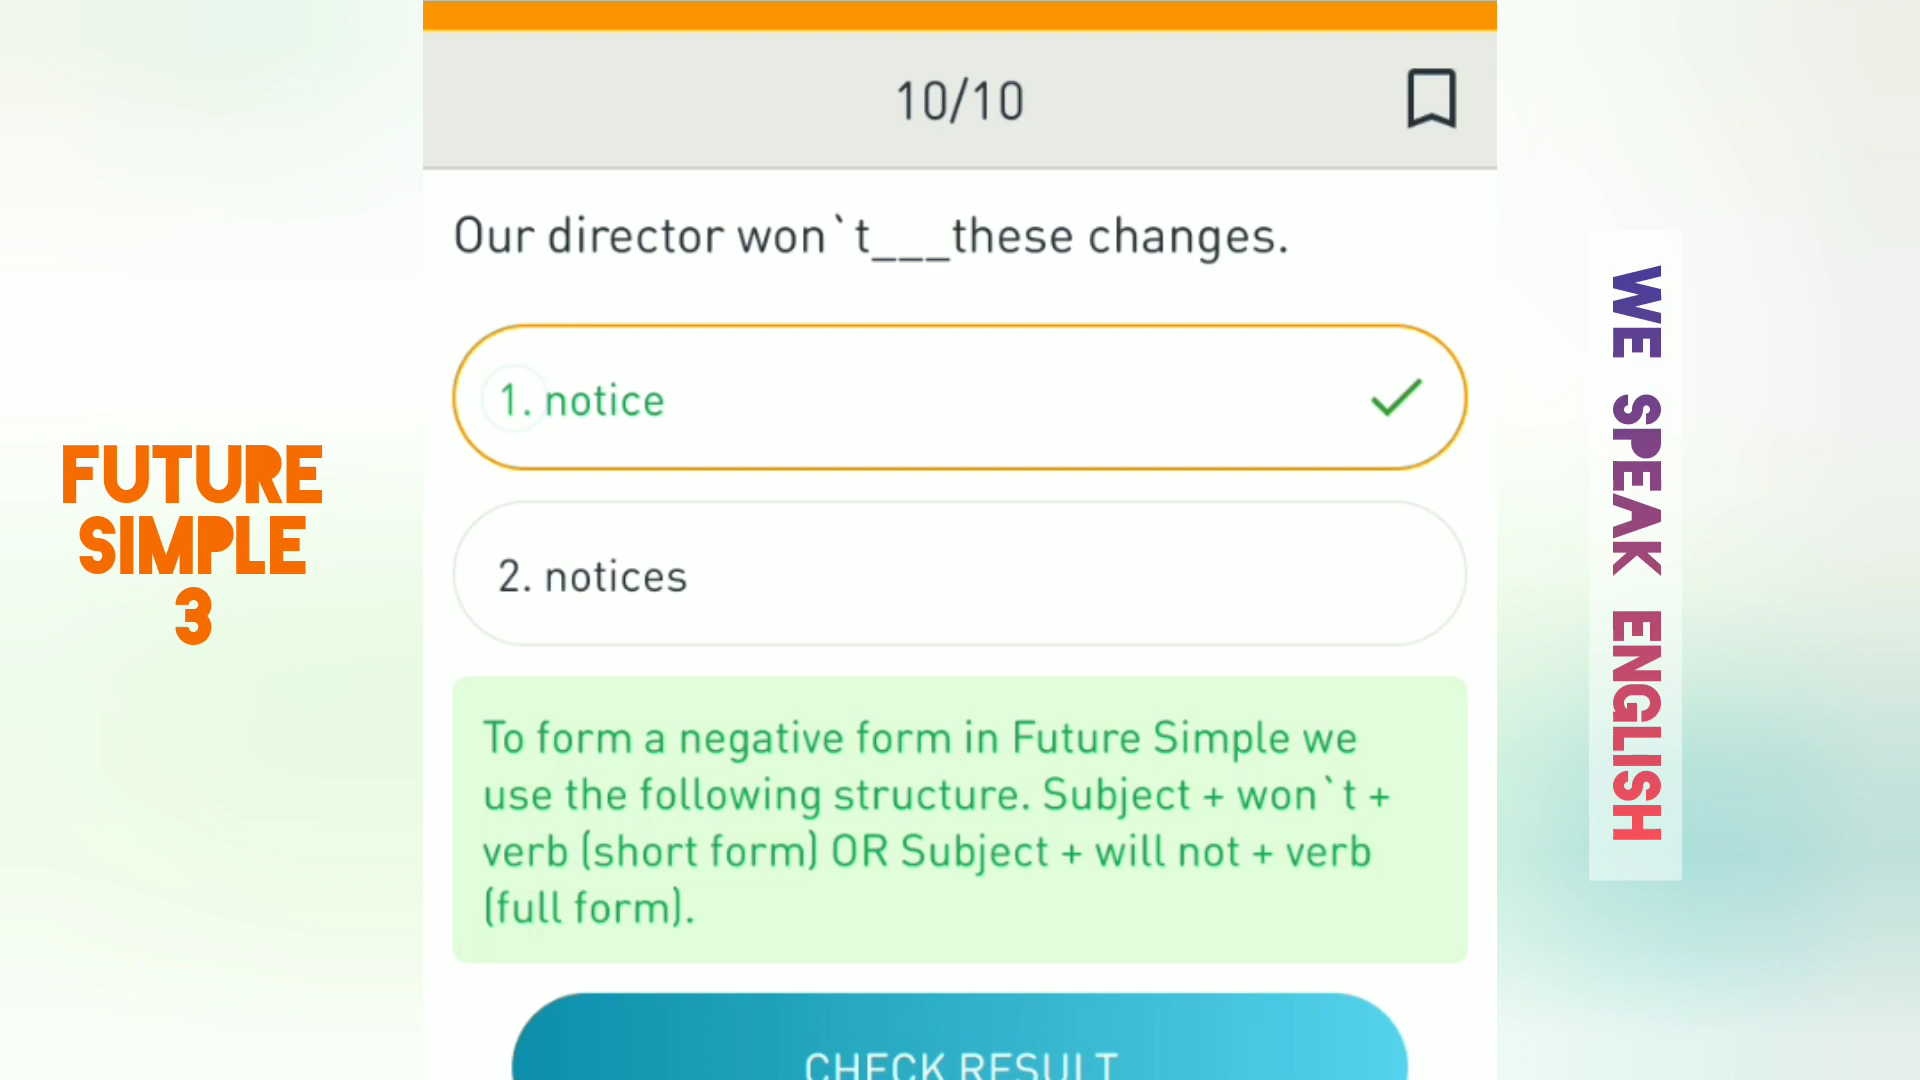 10/10
Our director won`t___these changes.
1. notice
2. notices
To form a negative form in Future Simple we
use the following structure. Subject + won`t +
verb (short form) OR Subject + will not + verb
(full form).
CHECK RESULT
FUTURE
SIMPLE
3
WE SPEAK ENGLISH